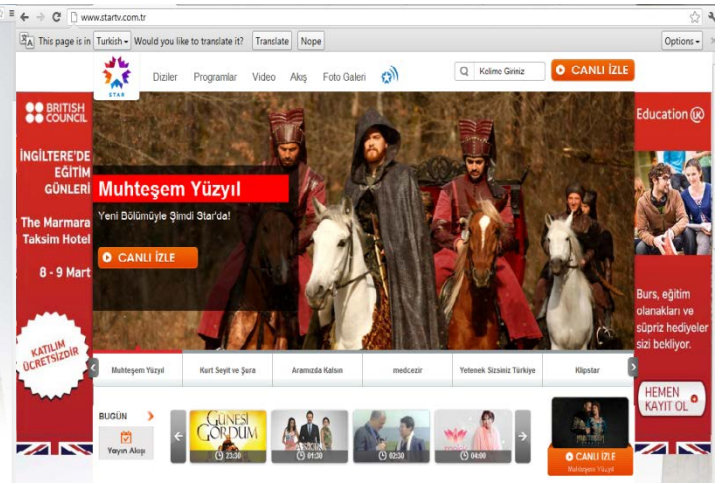 www.startv.com.tr
This page is in Turkish Would you like to translate it? Translate Nope Options
STAR
Diziler Programlar Video Akış Foto Galeri
Kelime Giriniz
CANLI İZLE
BRITISH
COUNCIL
İNGİLTERE'DE
EĞİTİM
GÜNLERİ
The Marmara
Taksim Hotel
8 - 9 Mart
KATILIM
ÜCRETSİZDİR
Muhteşem Yüzyıl
Yeni Bölümüyle Şimdi Star'da!
CANLI İZLE
Education UK
Burs, eğitim
olanakları ve
süpriz hediyeler
sizi bekliyor.
HEMEN
KAYIT OL
Muhteşem Yüzyıl Kurt Seyit ve Şura Aramızda Kalsın medcezir Yetenek Sizsiniz Türkiye Klipstar
BUGÜN
Yayın Akışı
GÜNEŞİ
GÖRDÜM
23:30
01:30
02:30
04:00
CANLI İZLE
Muhteşem Yüzyıl